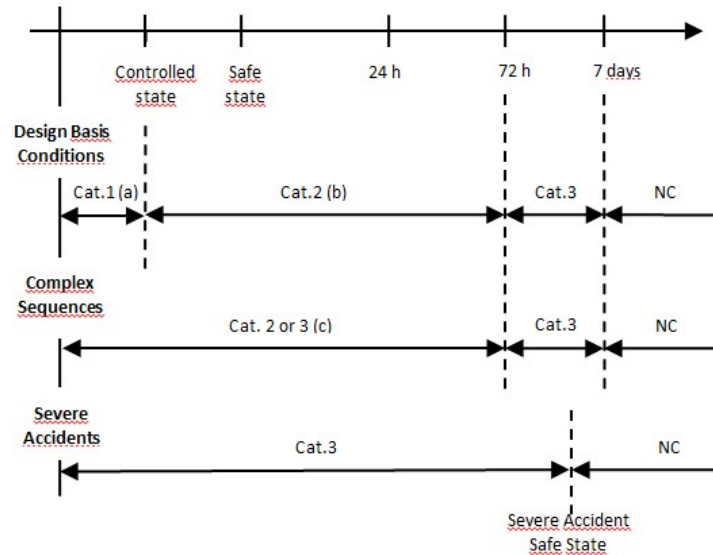 Controlled
state
Safe
state
24 h
72 h
7 days
Design Basis
Conditions
Cat.1 (a)
Cat.2 (b)
Cat.3
NC
Complex
Sequences
Cat. 2 or 3 (c)
Cat.3
NC
Severe
Accidents
Cat.3
NC
Severe Accident
Safe State